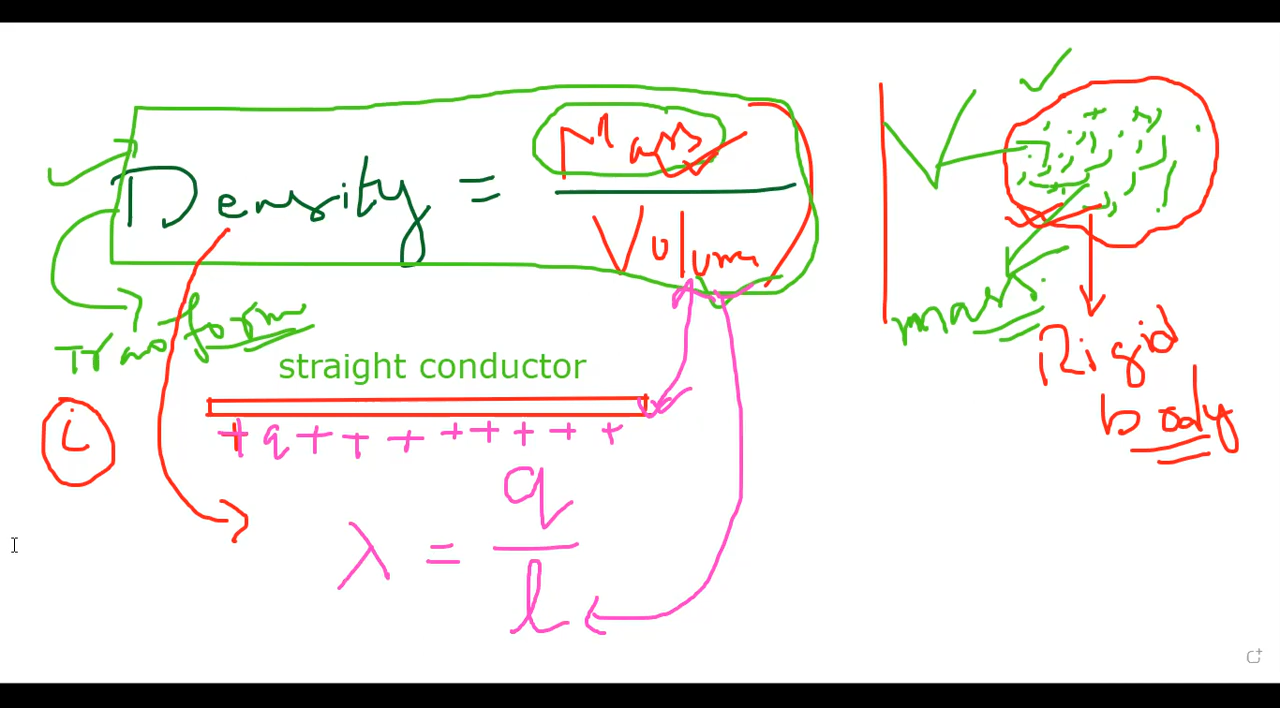 Density = Mass
Volume
Transform
straight conductor
i
+ q + + + + + + + +
λ = q
l
mass.
Rigid
body